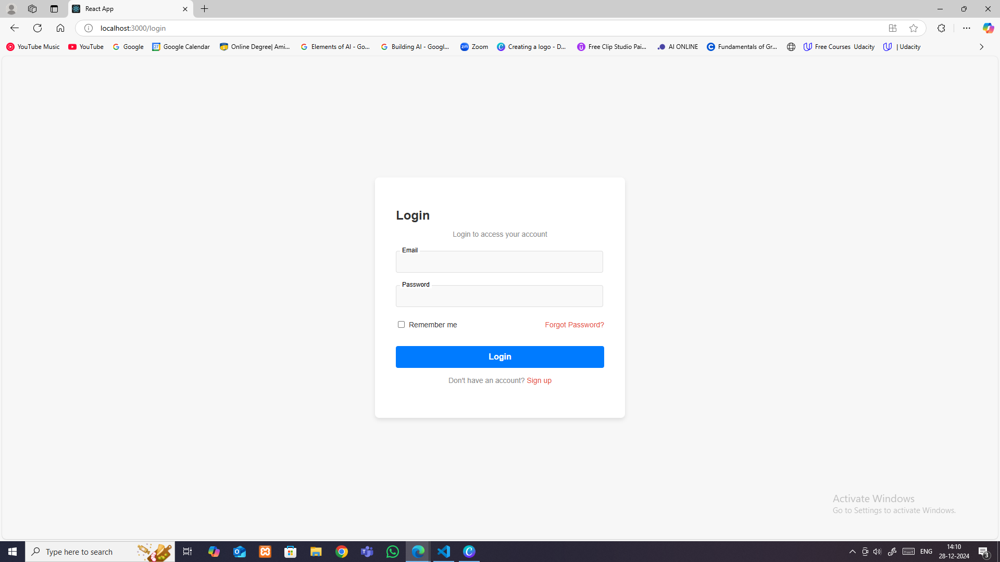 React App
localhost:3000/login
YouTube Music YouTube Google Google Calendar Online Degree| Ami... Elements of AI - Go... Building AI - Googl... Zoom Creating a logo - D... Free Clip Studio Pai... AI ONLINE Fundamentals of Gr... Free Courses Udacity | Udacity
Login
Login to access your account
Email
Password
Remember me Forgot Password?
Login
Don't have an account? Sign up
Activate Windows
Go to Settings to activate Windows.
Type here to search
ENG
14:10
28-12-2024
3